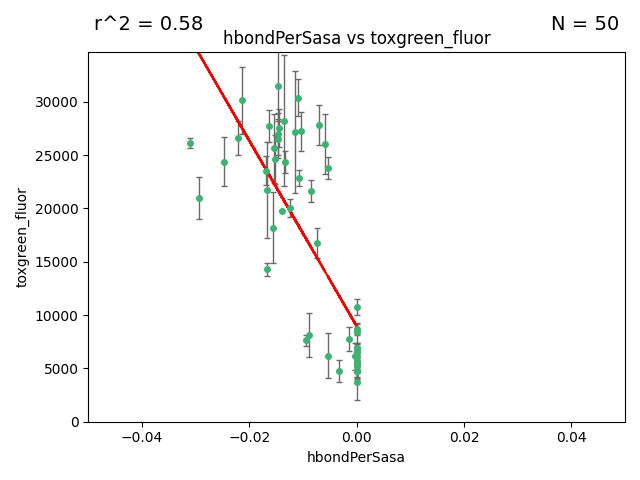 r^2 = 0.58
N = 50
hbondPerSasa vs toxgreen_fluor
30000
25000
20000
15000
10000
5000
0
toxgreen_fluor
−0.04
−0.02
0.00
0.02
0.04
hbondPerSasa